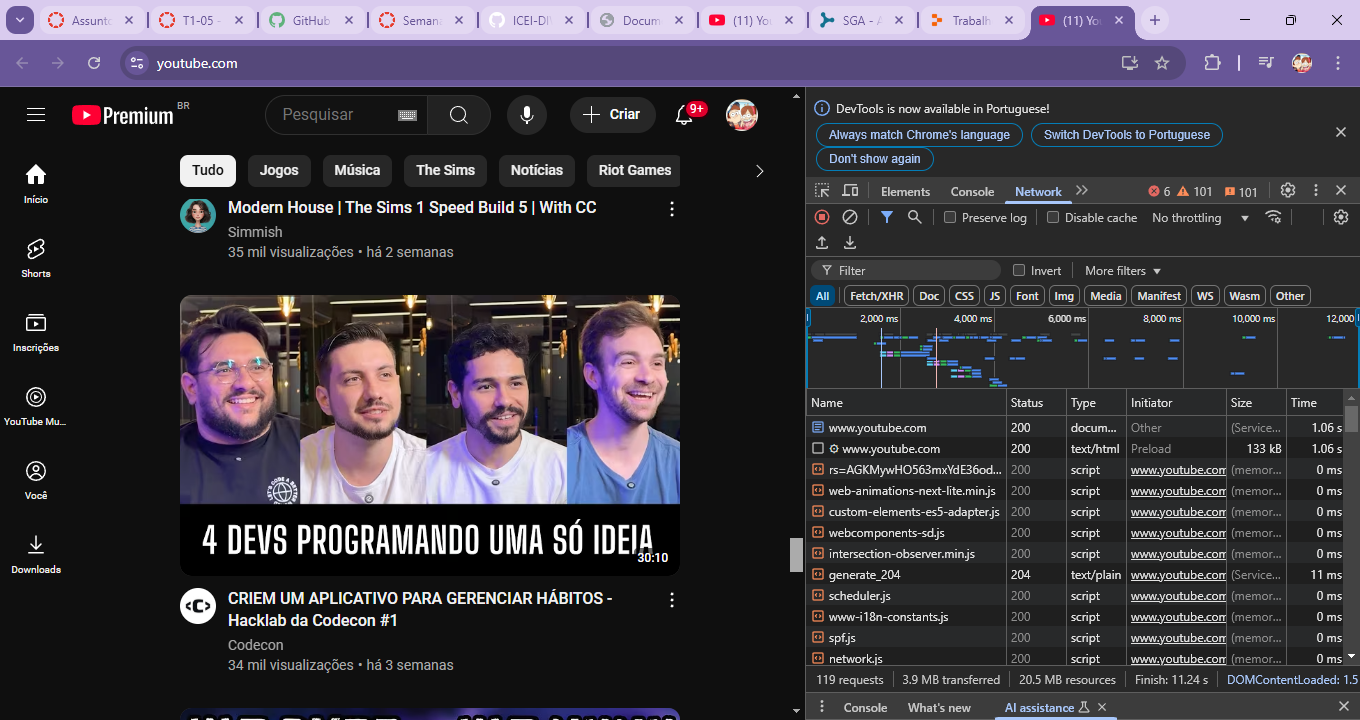 Assunto
T1-05 -
GitHub
Semana
ICEI-DI
Docum
(11) Yo
SGA - A
Trabalh
(11) Yo
youtube.com
Premium BR
Pesquisar
Criar
9+
Tudo
Jogos
Música
The Sims
Notícias
Riot Games
Início
Shorts
Inscrições
YouTube Mu...
Você
Downloads
Modern House | The Sims 1 Speed Build 5 | With CC
Simmish
35 mil visualizações • há 2 semanas
4 DEVS PROGRAMANDO UMA SÓ IDEIA
30:10
CRIEM UM APLICATIVO PARA GERENCIAR HÁBITOS -
Hacklab da Codecon #1
Codecon
34 mil visualizações • há 3 semanas
DevTools is now available in Portuguese!
Always match Chrome's language
Switch DevTools to Portuguese
Don't show again
Elements Console Network 6 101 101
Preserve log Disable cache No throttling
Filter Invert More filters
All Fetch/XHR Doc CSS JS Font Img Media Manifest WS Wasm Other
2,000 ms 4,000 ms 6,000 ms 8,000 ms 10,000 ms 12,000
Name Status Type Initiator Size Time
www.youtube.com 200 docum... Other (Service... 1.06 s
www.youtube.com 200 text/html Preload 133 kB 1.06 s
rs=AGKMywHO563mxYdE36od... 200 script www.youtube.com (memor... 0 ms
web-animations-next-lite.min.js 200 script www.youtube.com (memor... 0 ms
custom-elements-es5-adapter.js 200 script www.youtube.com (memor... 0 ms
webcomponents-sd.js 200 script www.youtube.com (memor... 0 ms
intersection-observer.min.js 200 script www.youtube.com (memor... 0 ms
generate_204 204 text/plain www.youtube.com (Service... 11 ms
scheduler.js 200 script www.youtube.com (memor... 0 ms
www-i18n-constants.js 200 script www.youtube.com (memor... 0 ms
spf.js 200 script www.youtube.com (memor... 0 ms
network.js 200 script www.youtube.com (memor... 0 ms
119 requests 3.9 MB transferred 20.5 MB resources Finish: 11.24 s DOMContentLoaded: 1.5
Console What's new AI assistance